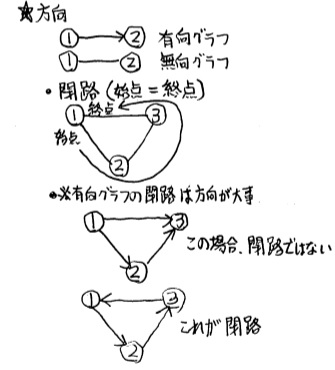 ☆方向
① ② 有向グラフ
① ② 無向グラフ
・閉路(始点=終点)
① 終点 ③
始点
②
・※有向グラフの閉路は方向が大事
① ③
② この場合、閉路ではない
① ③
② これが閉路